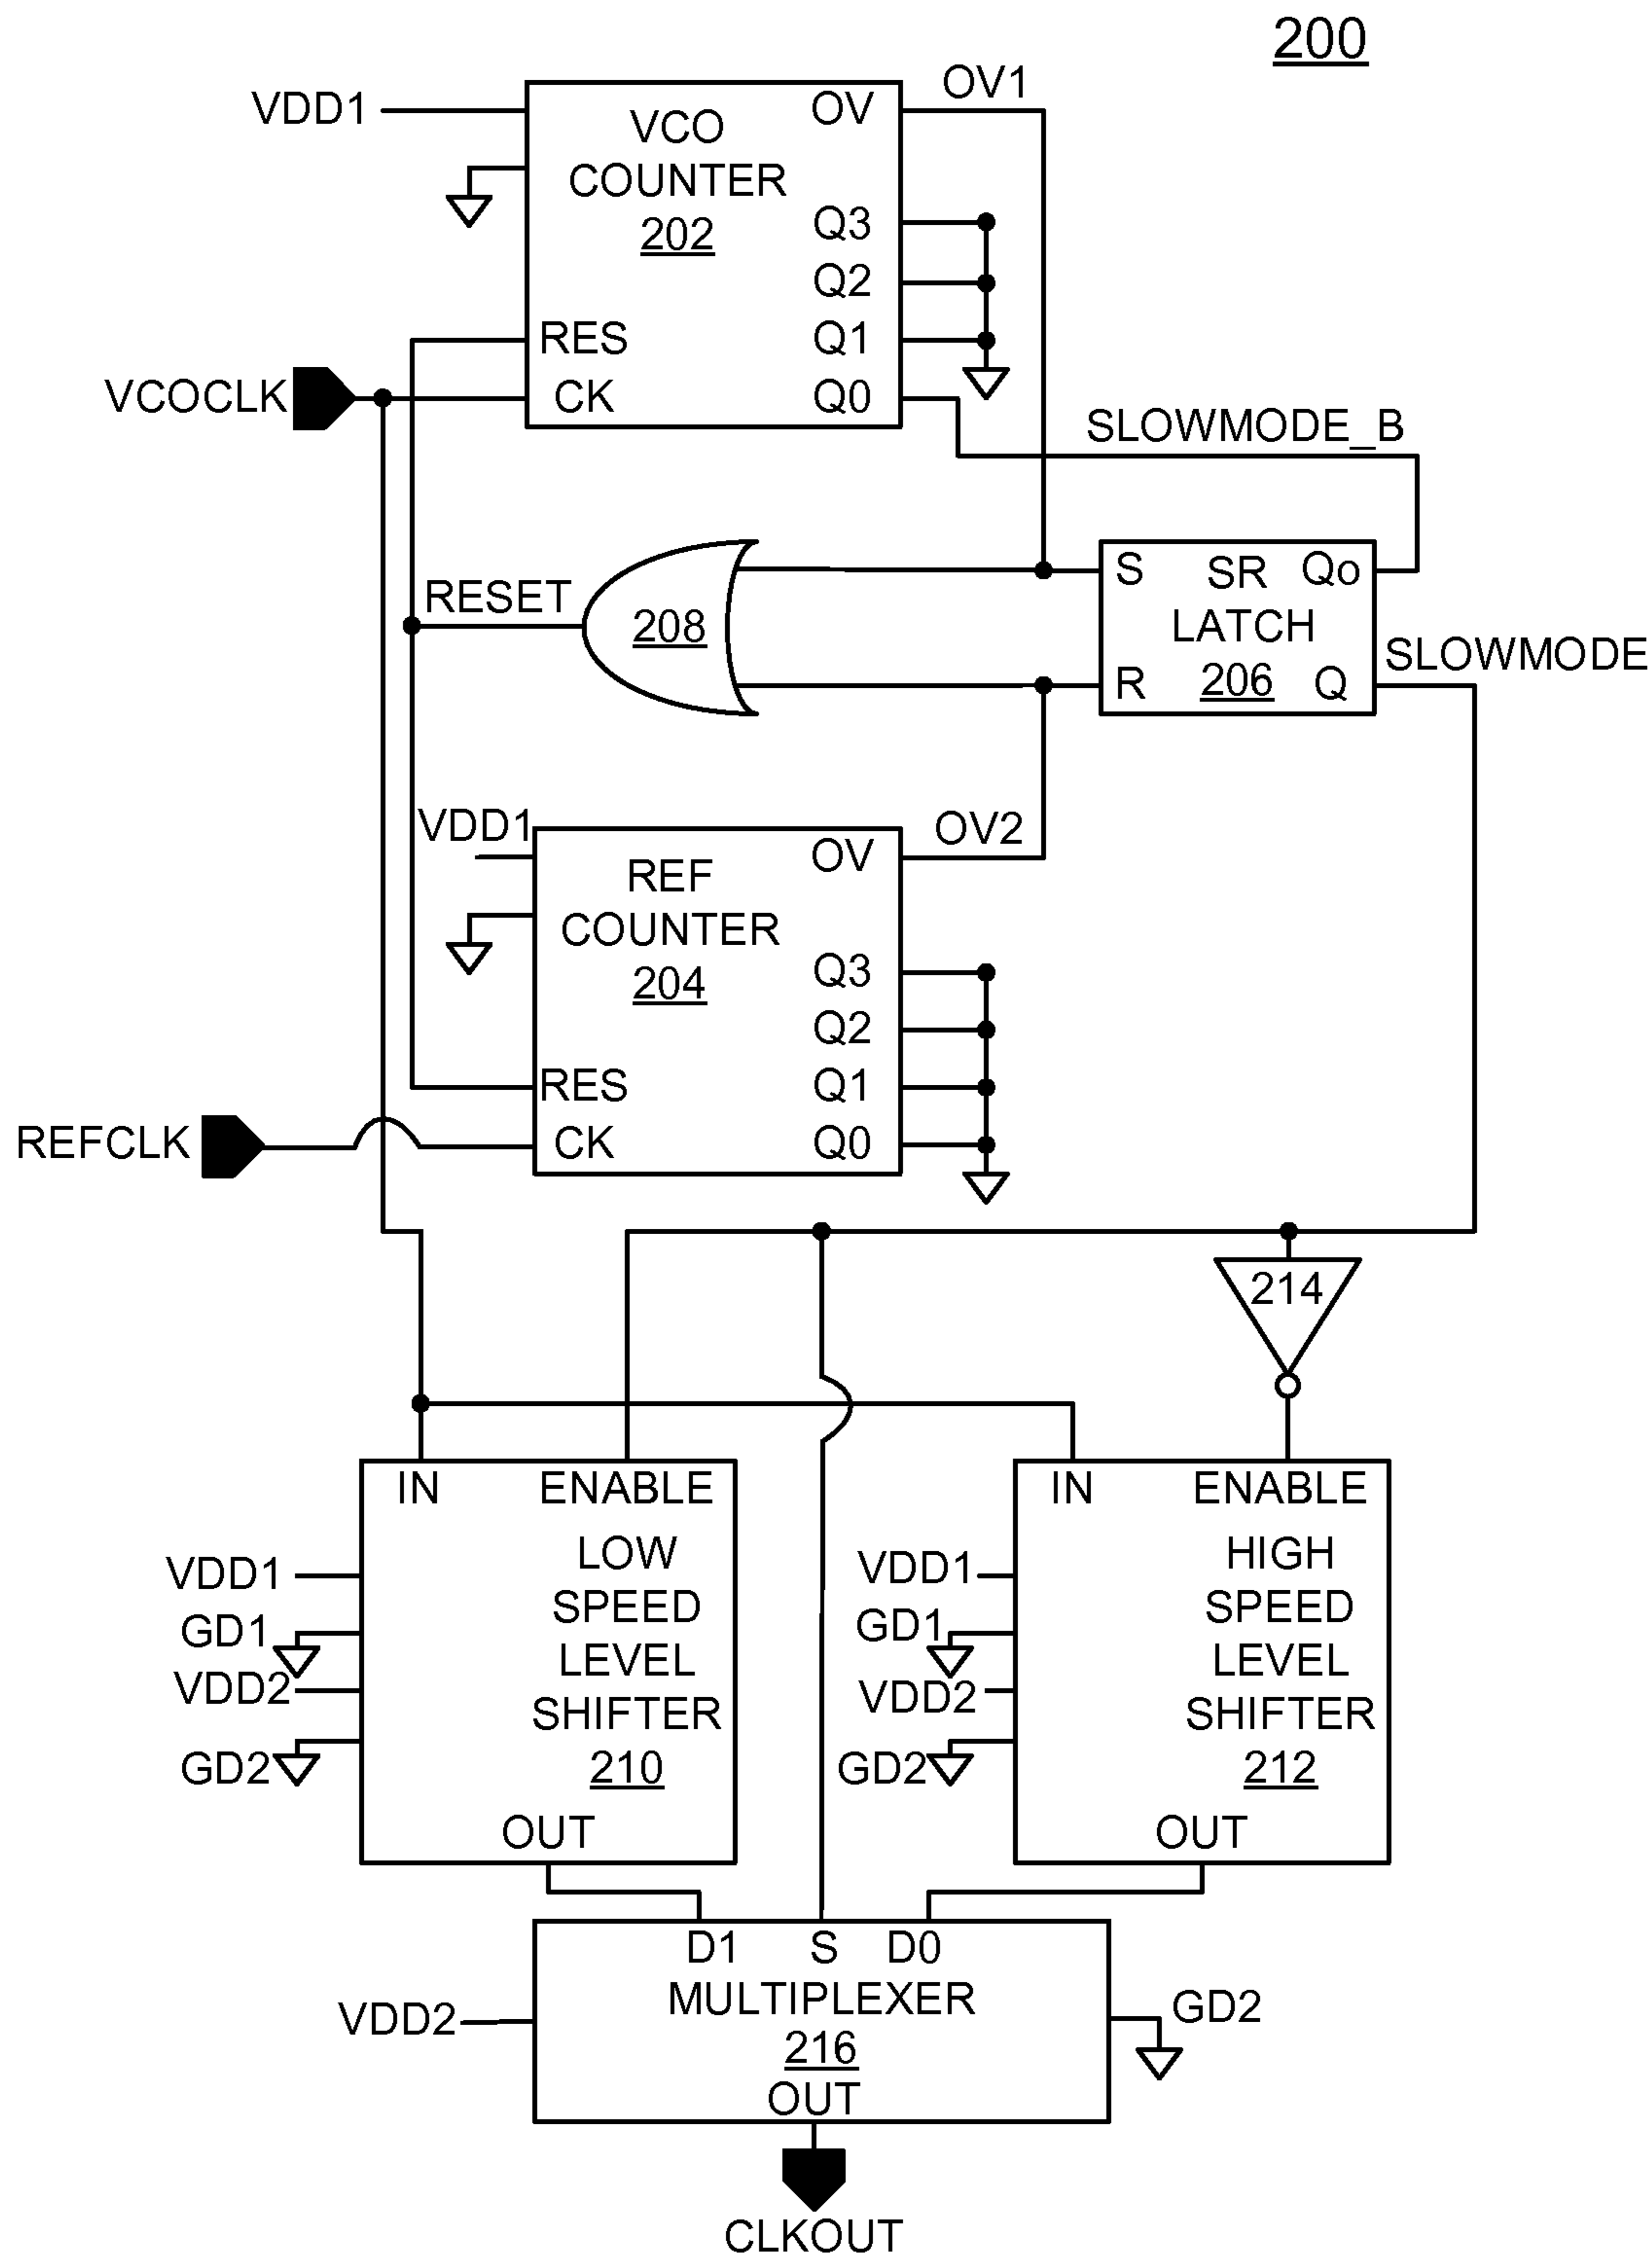 200
VDD1
VCO
COUNTER
202
OV
OV1
Q3
Q2
Q1
Q0
RES
CK
VCOCLK
SLOWMODE_B
RESET
208
S
SR
Qo
LATCH
R
206
Q
SLOWMODE
VDD1
REF
COUNTER
204
OV
OV2
Q3
Q2
Q1
Q0
RES
CK
REFCLK
214
IN
ENABLE
LOW
SPEED
LEVEL
SHIFTER
210
VDD1
GD1
VDD2
GD2
OUT
IN
ENABLE
HIGH
SPEED
LEVEL
SHIFTER
212
VDD1
GD1
VDD2
GD2
OUT
D1
S
D0
MULTIPLEXER
216
OUT
VDD2
GD2
CLKOUT